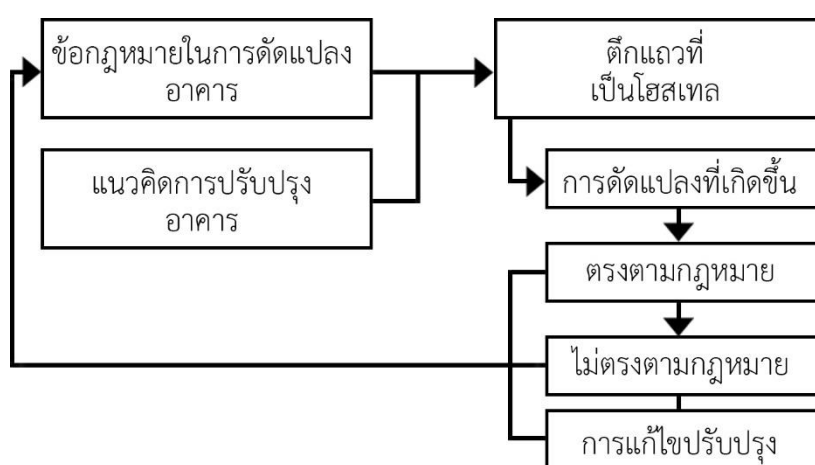 ข้อกฎหมายในการดัดแปลง
อาคาร
แนวคิดการปรับปรุง
อาคาร
ตึกแถวที่
เป็นโฮสเทล
การดัดแปลงที่เกิดขึ้น
ตรงตามกฎหมาย
ไม่ตรงตามกฎหมาย
การแก้ไขปรับปรุง